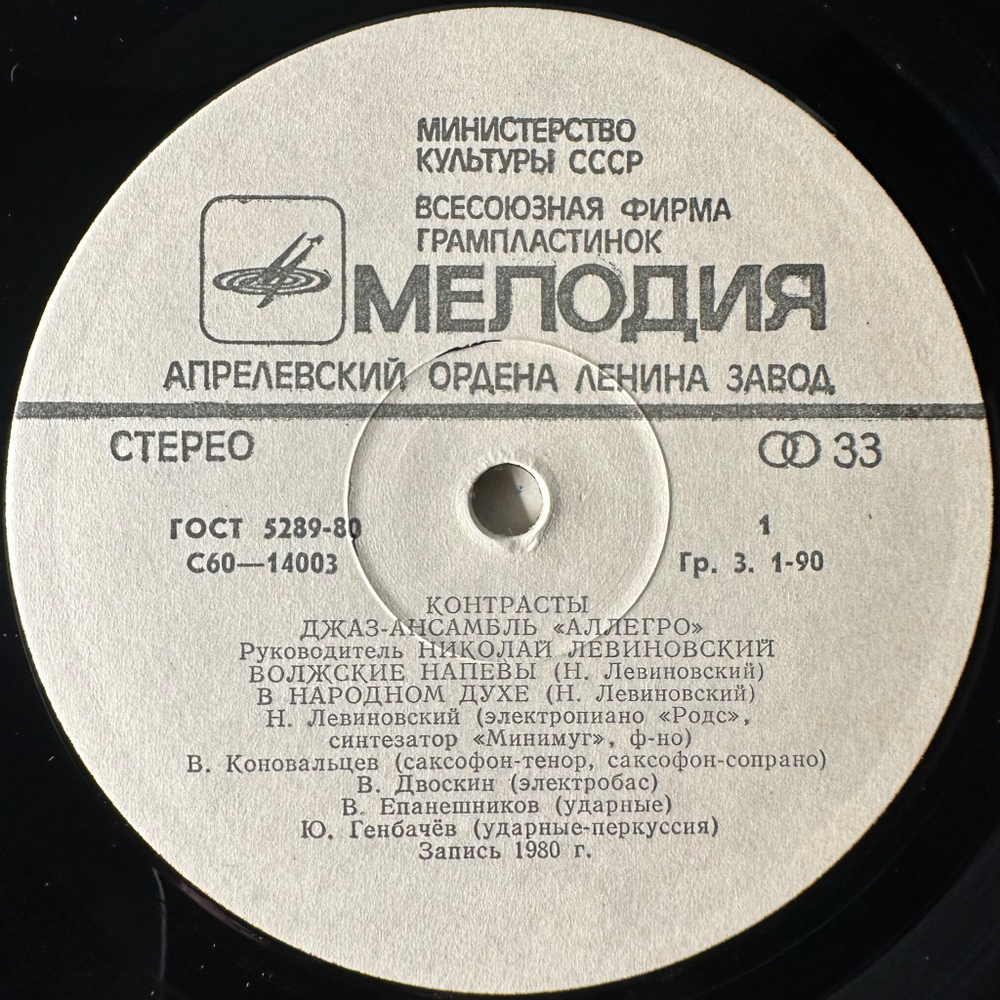 МИНИСТЕРСТВО
КУЛЬТУРЫ СССР
ВСЕСОЮЗНАЯ ФИРМА
ГРАМПЛАСТИНОК
МЕЛОДИЯ
АПРЕЛЕВСКИЙ ОРДЕНА ЛЕНИНА ЗАВОД
СТЕРЕО 33
ГОСТ 5289-80 1
С60—14003 Гр. 3. 1-90
КОНТРАСТЫ
ДЖАЗ-АНСАМБЛЬ «АЛЛЕГРО»
Руководитель НИКОЛАЙ ЛЕВИНОВСКИЙ
ВОЛЖСКИЕ НАПЕВЫ (Н. Левиновский)
В НАРОДНОМ ДУХЕ (Н. Левиновский)
Н. Левиновский (электропиано «Родс»,
синтезатор «Минимуг», ф-но)
В. Коновальцев (саксофон-тенор, саксофон-сопрано)
В. Двоскин (электробас)
В. Епанешников (ударные)
Ю. Генбачёв (ударные-перкуссия)
Запись 1980 г.